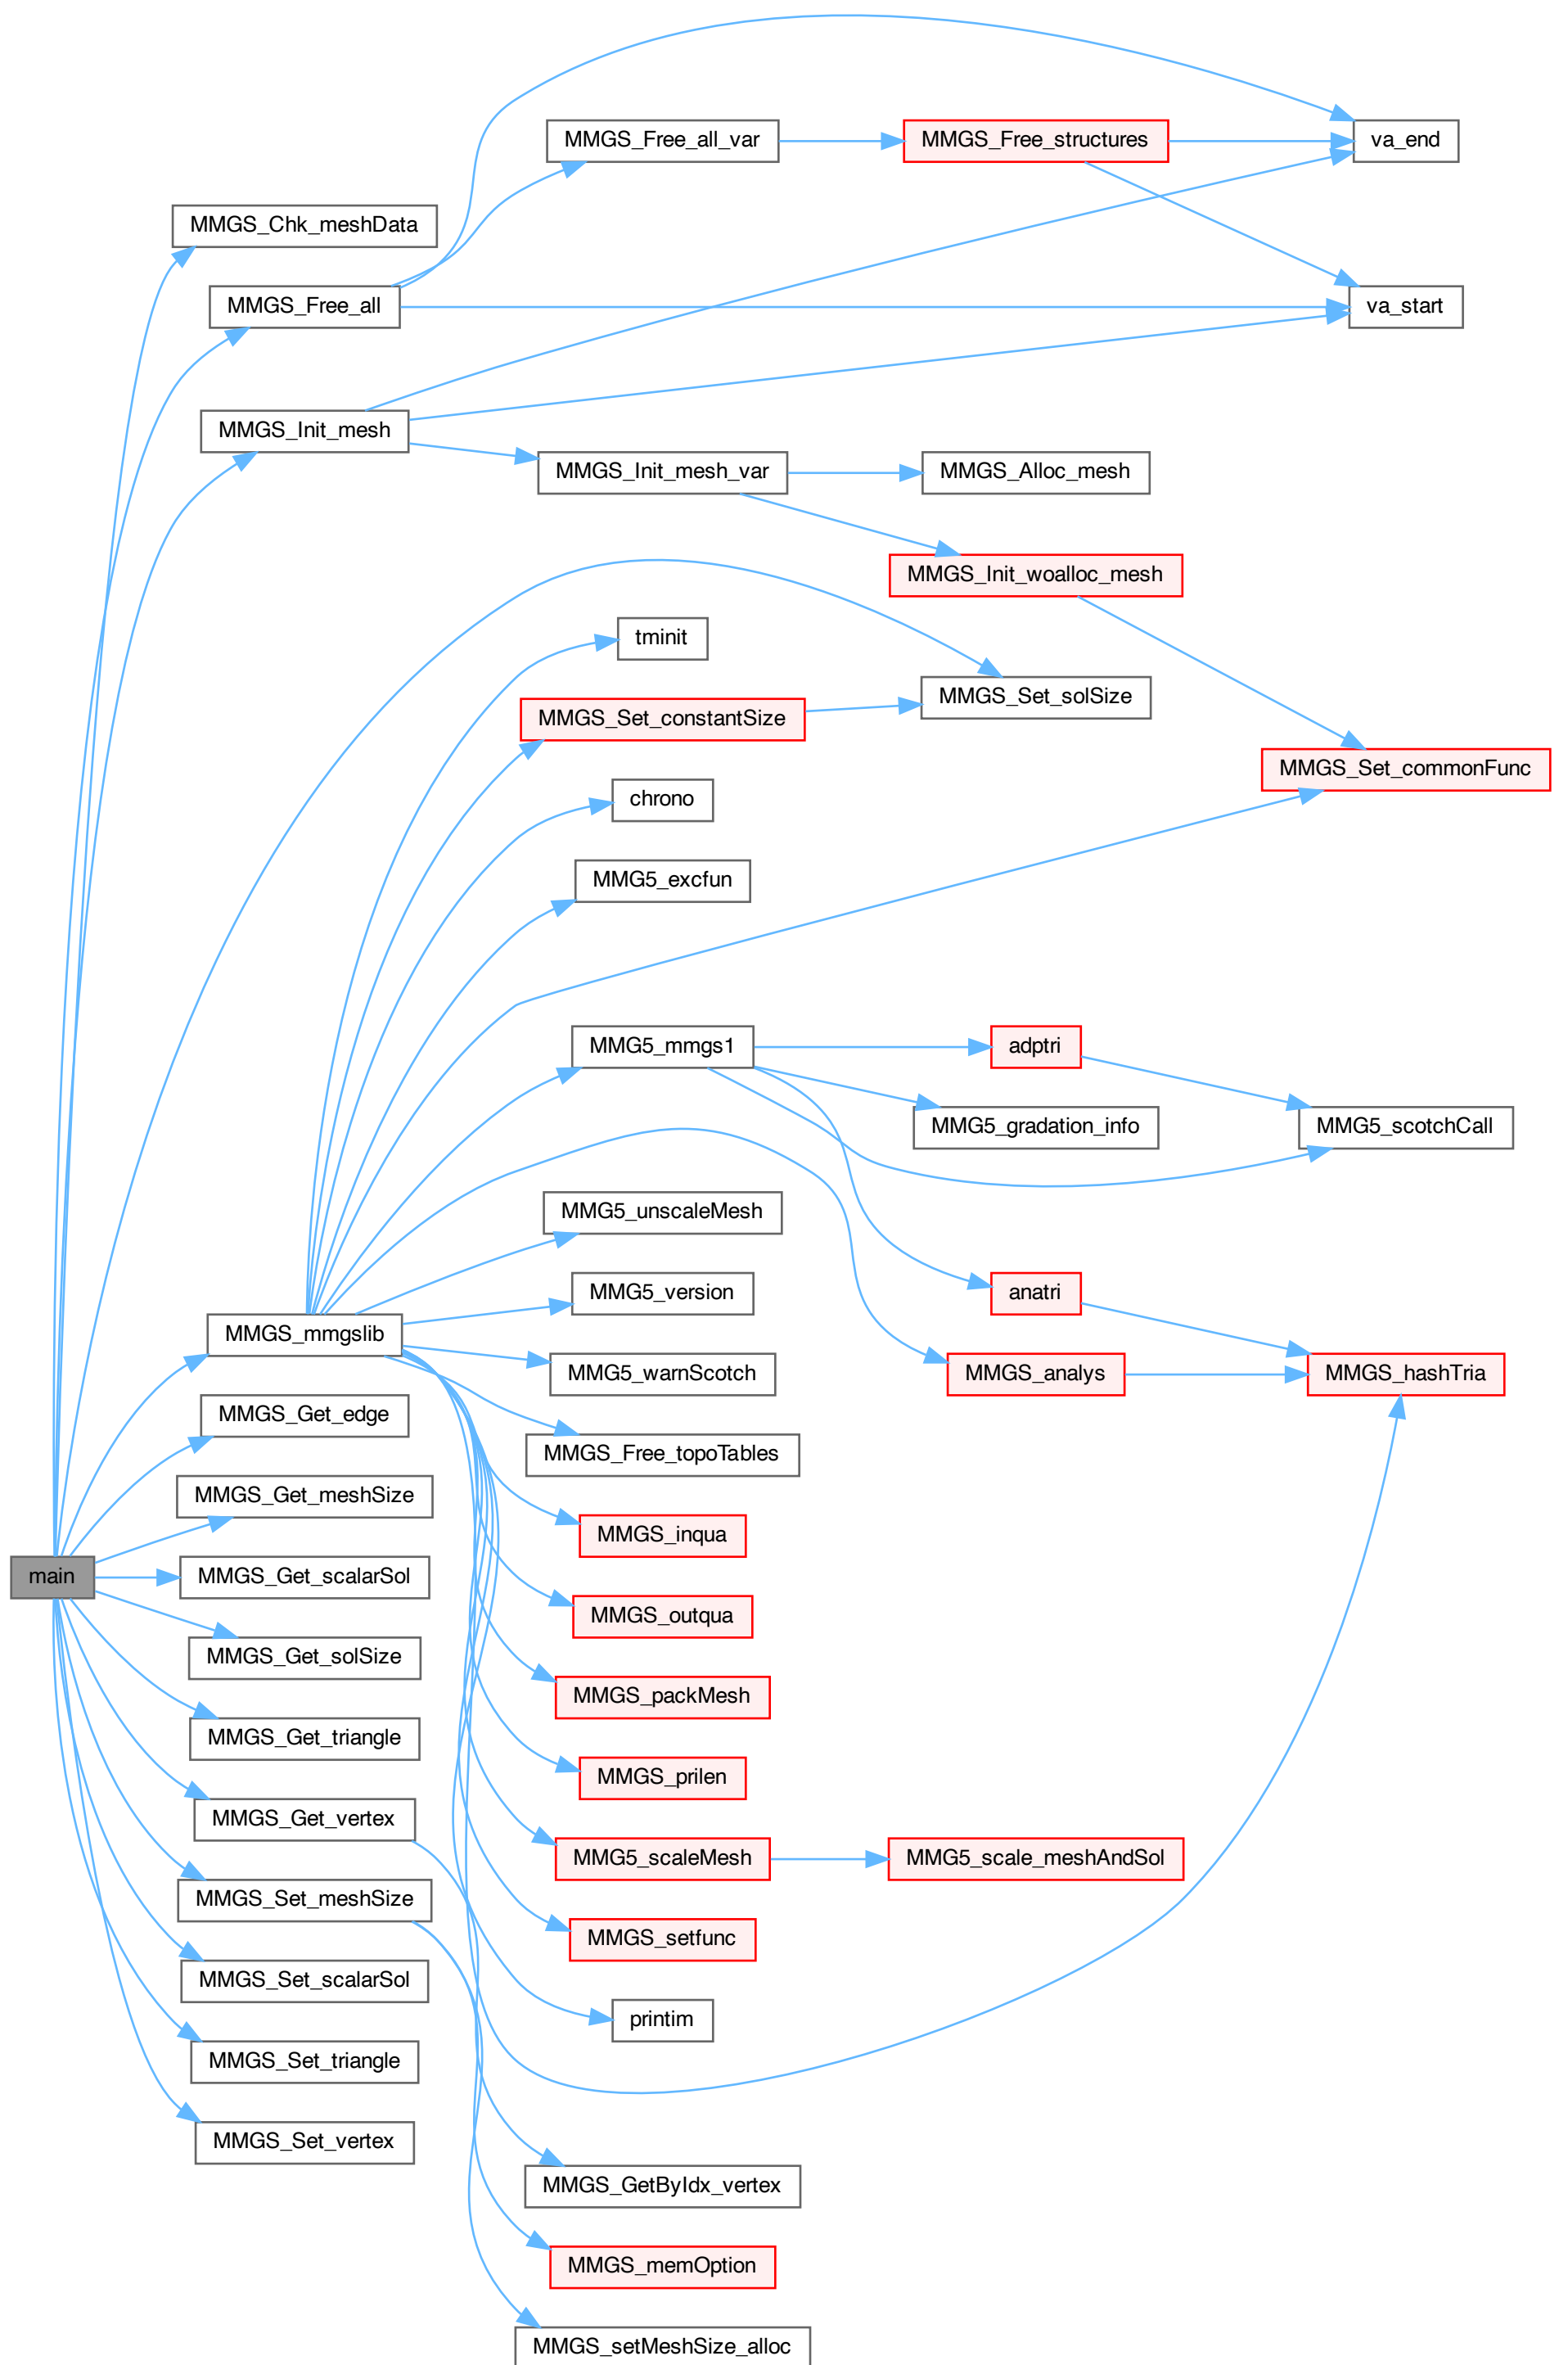 va_end
MMGS_Free_all_var
MMGS_Free_structures
MMGS_Chk_meshData
MMGS_Free_all
va_start
MMGS_Init_mesh
MMGS_Init_mesh_var
MMGS_Alloc_mesh
MMGS_Init_woalloc_mesh
tminit
MMGS_Set_solSize
MMGS_Set_constantSize
MMGS_Set_commonFunc
chrono
MMG5_excfun
MMG5_mmgs1
adptri
MMG5_gradation_info
MMG5_scotchCall
MMG5_unscaleMesh
MMG5_version
anatri
MMGS_mmgslib
MMG5_warnScotch
MMGS_analys
MMGS_hashTria
MMGS_Get_edge
MMGS_Free_topoTables
MMGS_Get_meshSize
MMGS_inqua
main
MMGS_Get_scalarSol
MMGS_outqua
MMGS_Get_solSize
MMGS_packMesh
MMGS_Get_triangle
MMGS_prilen
MMGS_Get_vertex
MMG5_scaleMesh
MMG5_scale_meshAndSol
MMGS_Set_meshSize
MMGS_setfunc
MMGS_Set_scalarSol
printim
MMGS_Set_triangle
MMGS_Set_vertex
MMGS_GetByIdx_vertex
MMGS_memOption
MMGS_setMeshSize_alloc